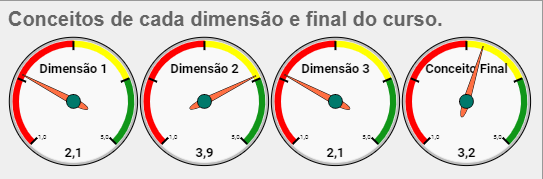 Conceitos de cada dimensão e final do curso.
Dimensão 1
Dimensão 2
Dimensão 3
Conceito Final
1,0 5,0
1,0 5,0
1,0 5,0
1,0 5,0
2,1
3,9
2,1
3,2